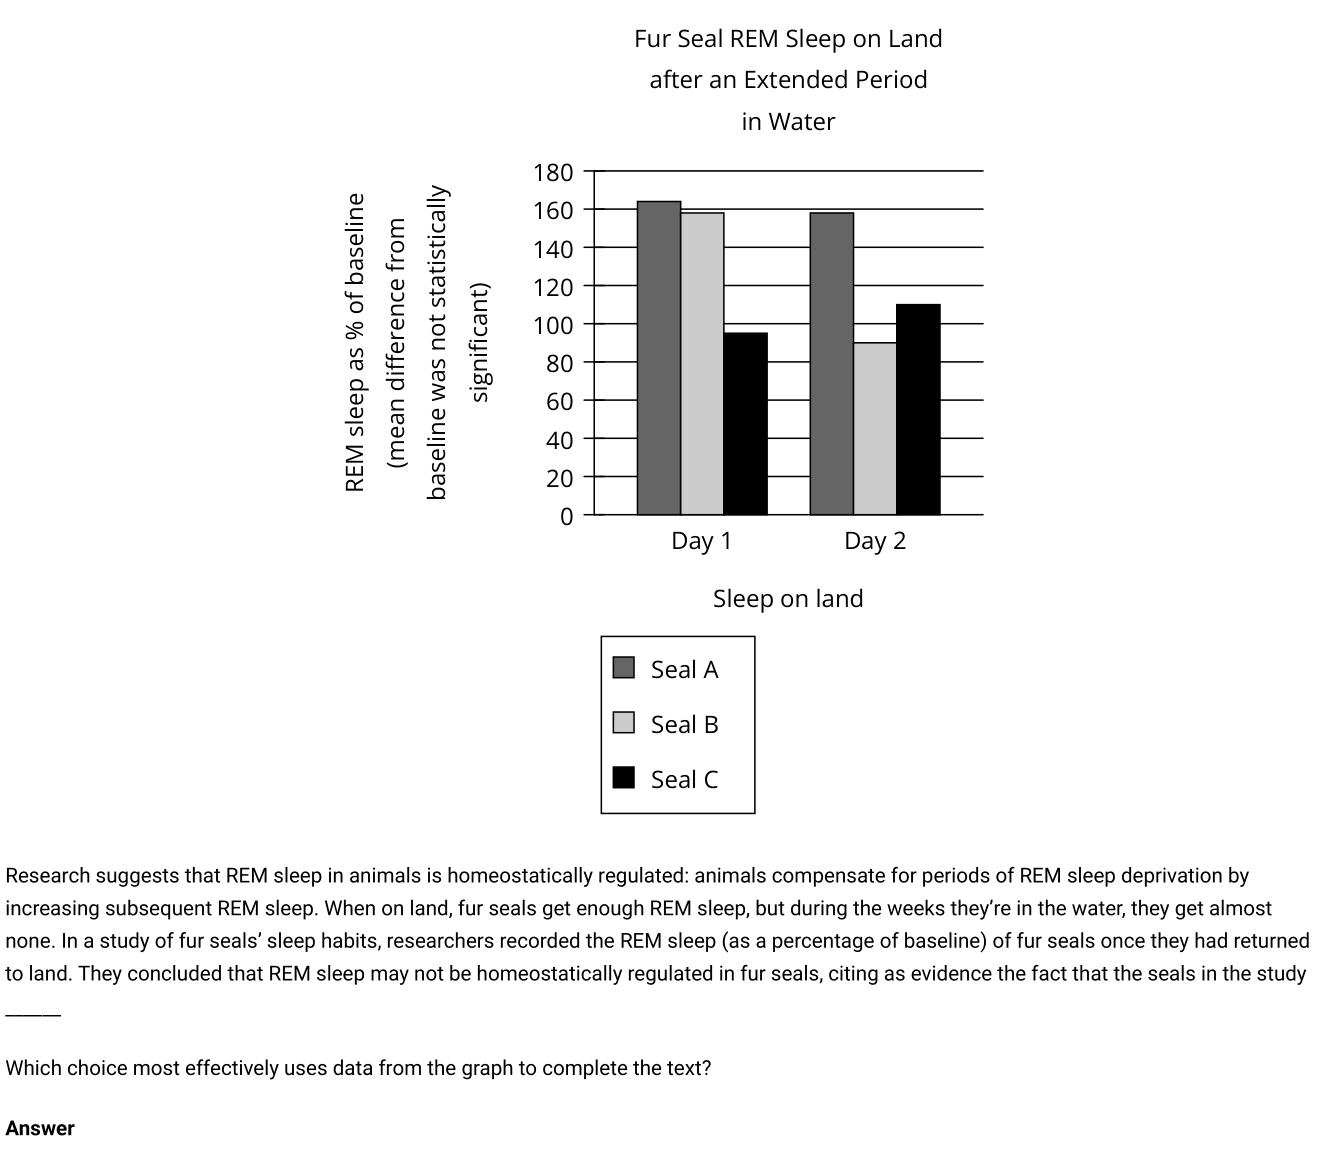 Fur Seal REM Sleep on Land
after an Extended Period
in Water
REM sleep as % of baseline
(mean difference from
baseline was not statistically
significant)
180
160
140
120
100
80
60
40
20
0
Day 1 Day 2
Sleep on land
Seal A
Seal B
Seal C
Research suggests that REM sleep in animals is homeostatically regulated: animals compensate for periods of REM sleep deprivation by
increasing subsequent REM sleep. When on land, fur seals get enough REM sleep, but during the weeks they’re in the water, they get almost
none. In a study of fur seals’ sleep habits, researchers recorded the REM sleep (as a percentage of baseline) of fur seals once they had returned
to land. They concluded that REM sleep may not be homeostatically regulated in fur seals, citing as evidence the fact that the seals in the study
______
Which choice most effectively uses data from the graph to complete the text?
Answer